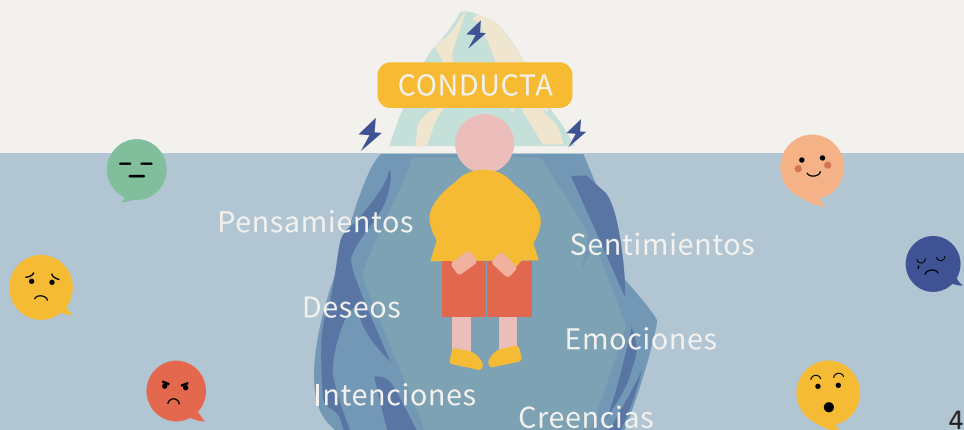 CONDUCTA
Pensamientos
Sentimientos
Deseos
Emociones
Intenciones
Creencias
4